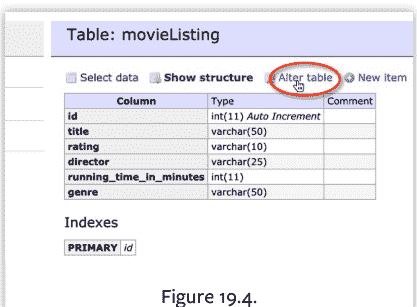 Table: movieListing
Select data Show structure Alter table New item
Column Type Comment
id int(11) Auto Increment
title varchar(50)
rating varchar(10)
director varchar(25)
running_time_in_minutes int(11)
genre varchar(50)
Indexes
PRIMARY id
Figure 19.4.